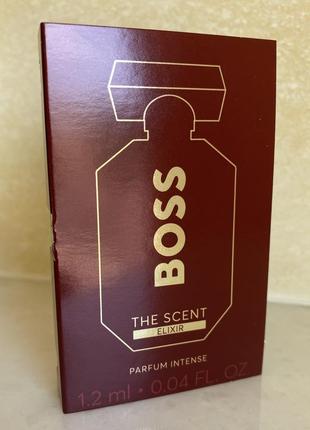 BOSS
THE SCENT
ELIXIR
PARFUM INTENSE
1.2 ml • 0.04 FL. OZ